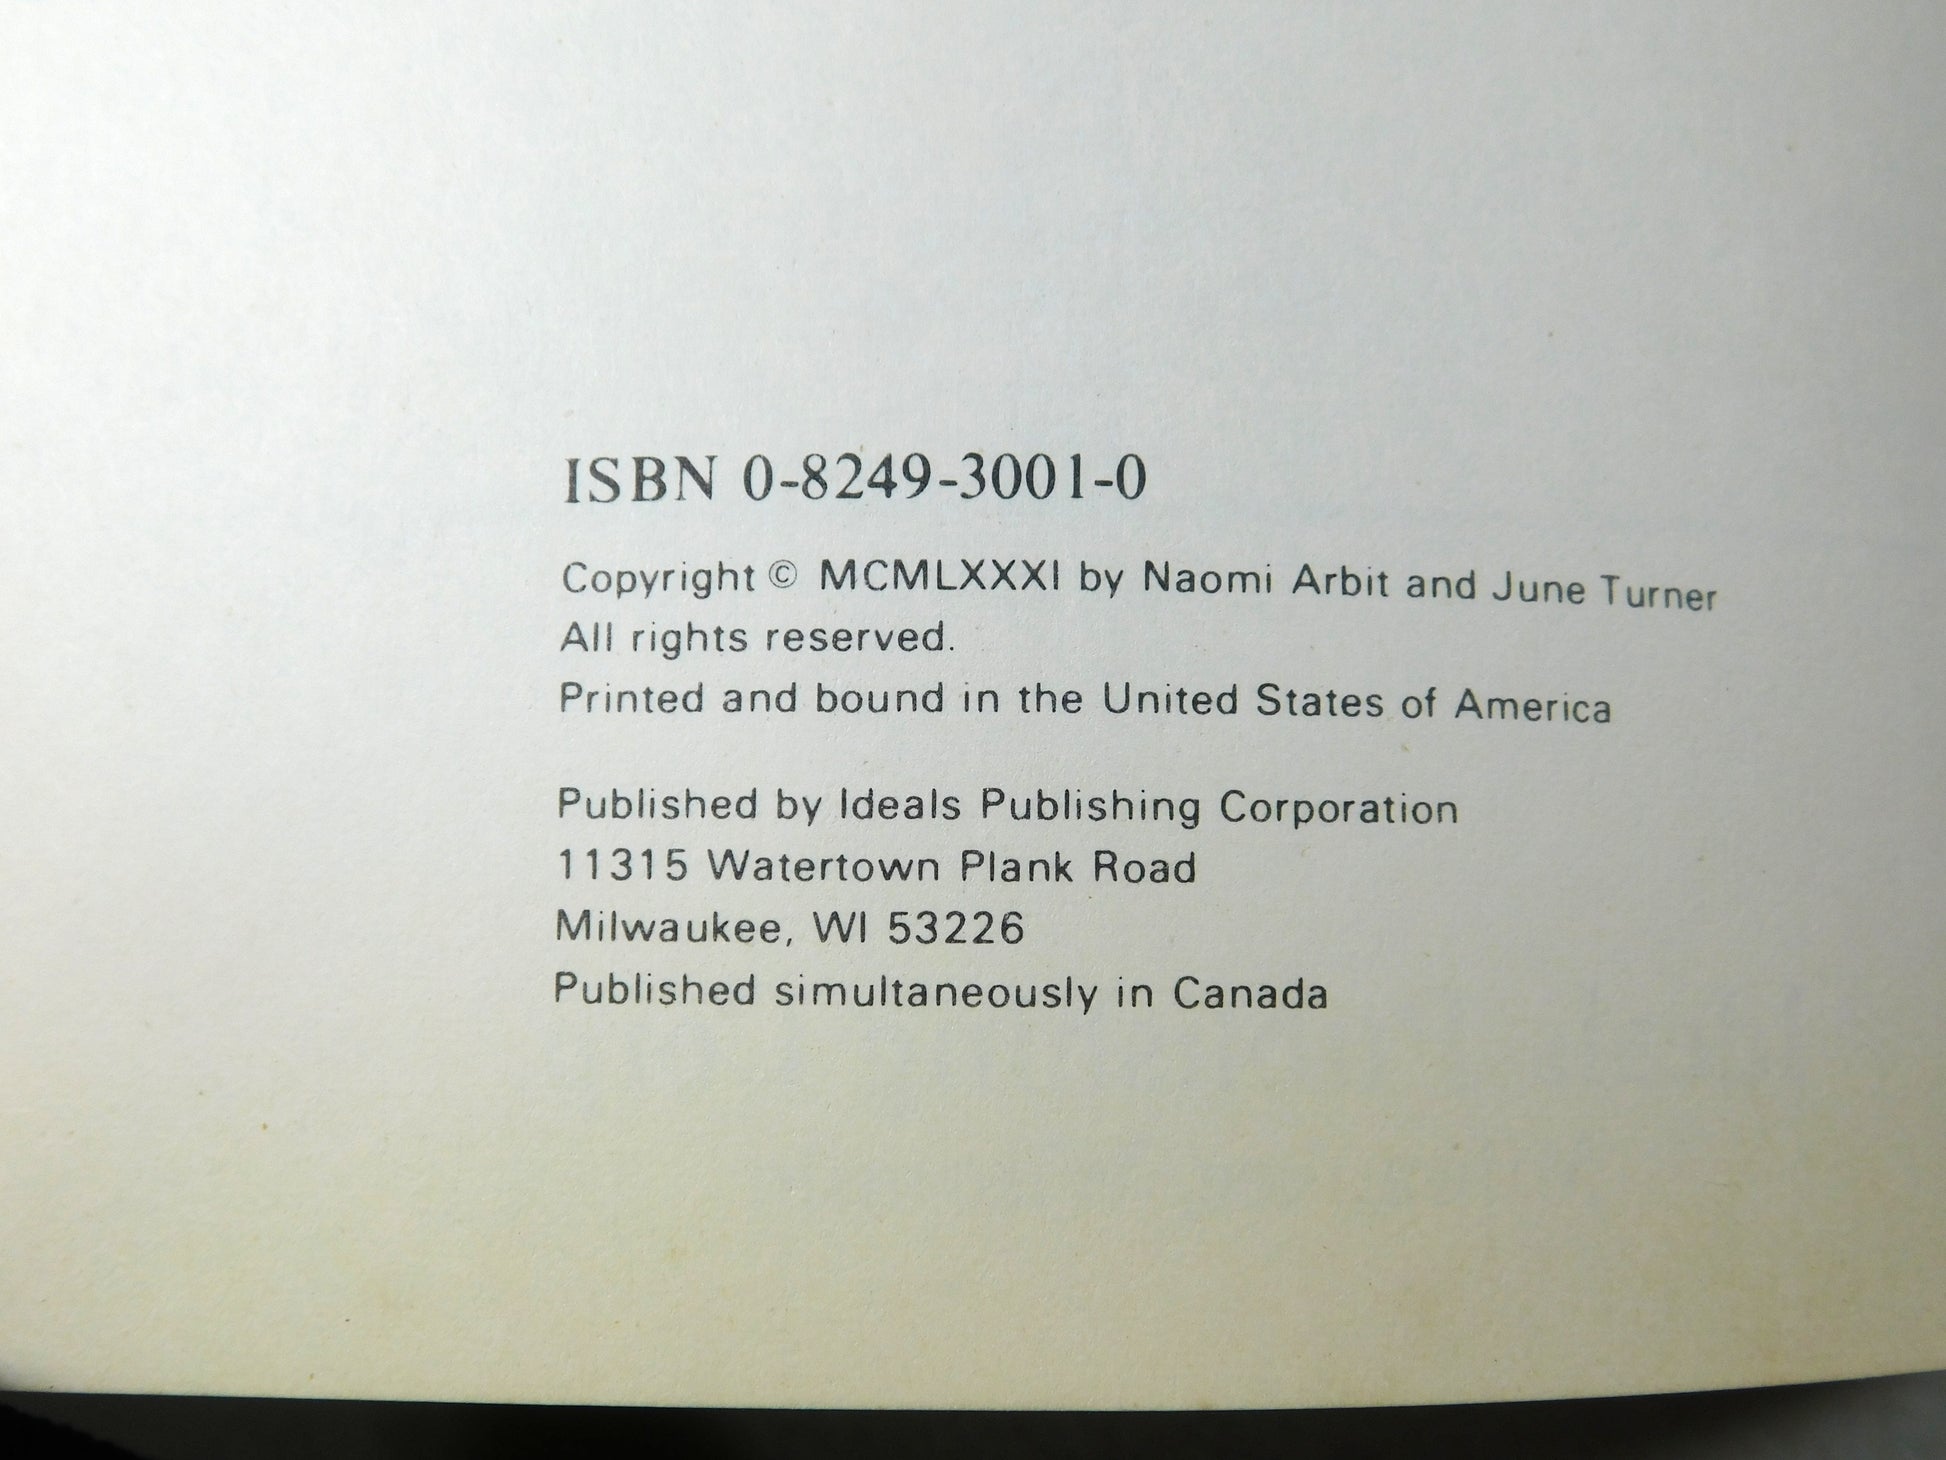 ISBN 0-8249-3001-0
Copyright © MCMLXXXI by Naomi Arbit and June Turner
All rights reserved.
Printed and bound in the United States of America
Published by Ideals Publishing Corporation
11315 Watertown Plank Road
Milwaukee, WI 53226
Published simultaneously in Canada